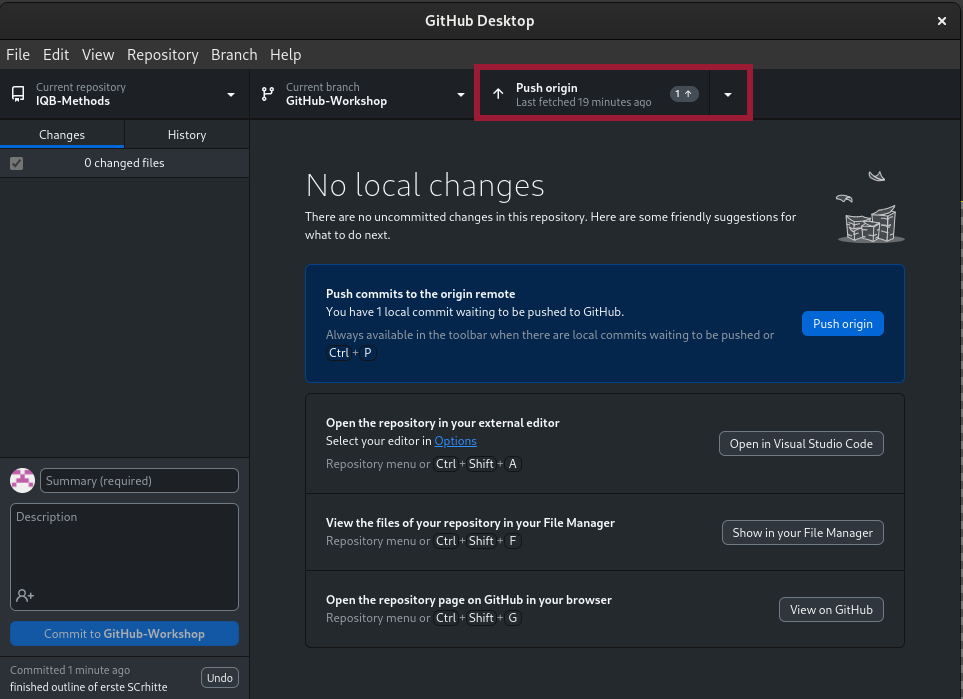 GitHub Desktop
File Edit View Repository Branch Help
Current repository
IQB-Methods
Current branch
GitHub-Workshop
Push origin
Last fetched 19 minutes ago
1
Changes
History
0 changed files
No local changes
There are no uncommitted changes in this repository. Here are some friendly suggestions for
what to do next.
Push commits to the origin remote
You have 1 local commit waiting to be pushed to GitHub.
Always available in the toolbar when there are local commits waiting to be pushed or
Ctrl + P
Push origin
Open the repository in your external editor
Select your editor in Options
Repository menu or Ctrl + Shift + A
Open in Visual Studio Code
View the files of your repository in your File Manager
Repository menu or Ctrl + Shift + F
Show in your File Manager
Open the repository page on GitHub in your browser
Repository menu or Ctrl + Shift + G
View on GitHub
Summary (required)
Description
Commit to GitHub-Workshop
Committed 1 minute ago
finished outline of erste SCrhitte
Undo